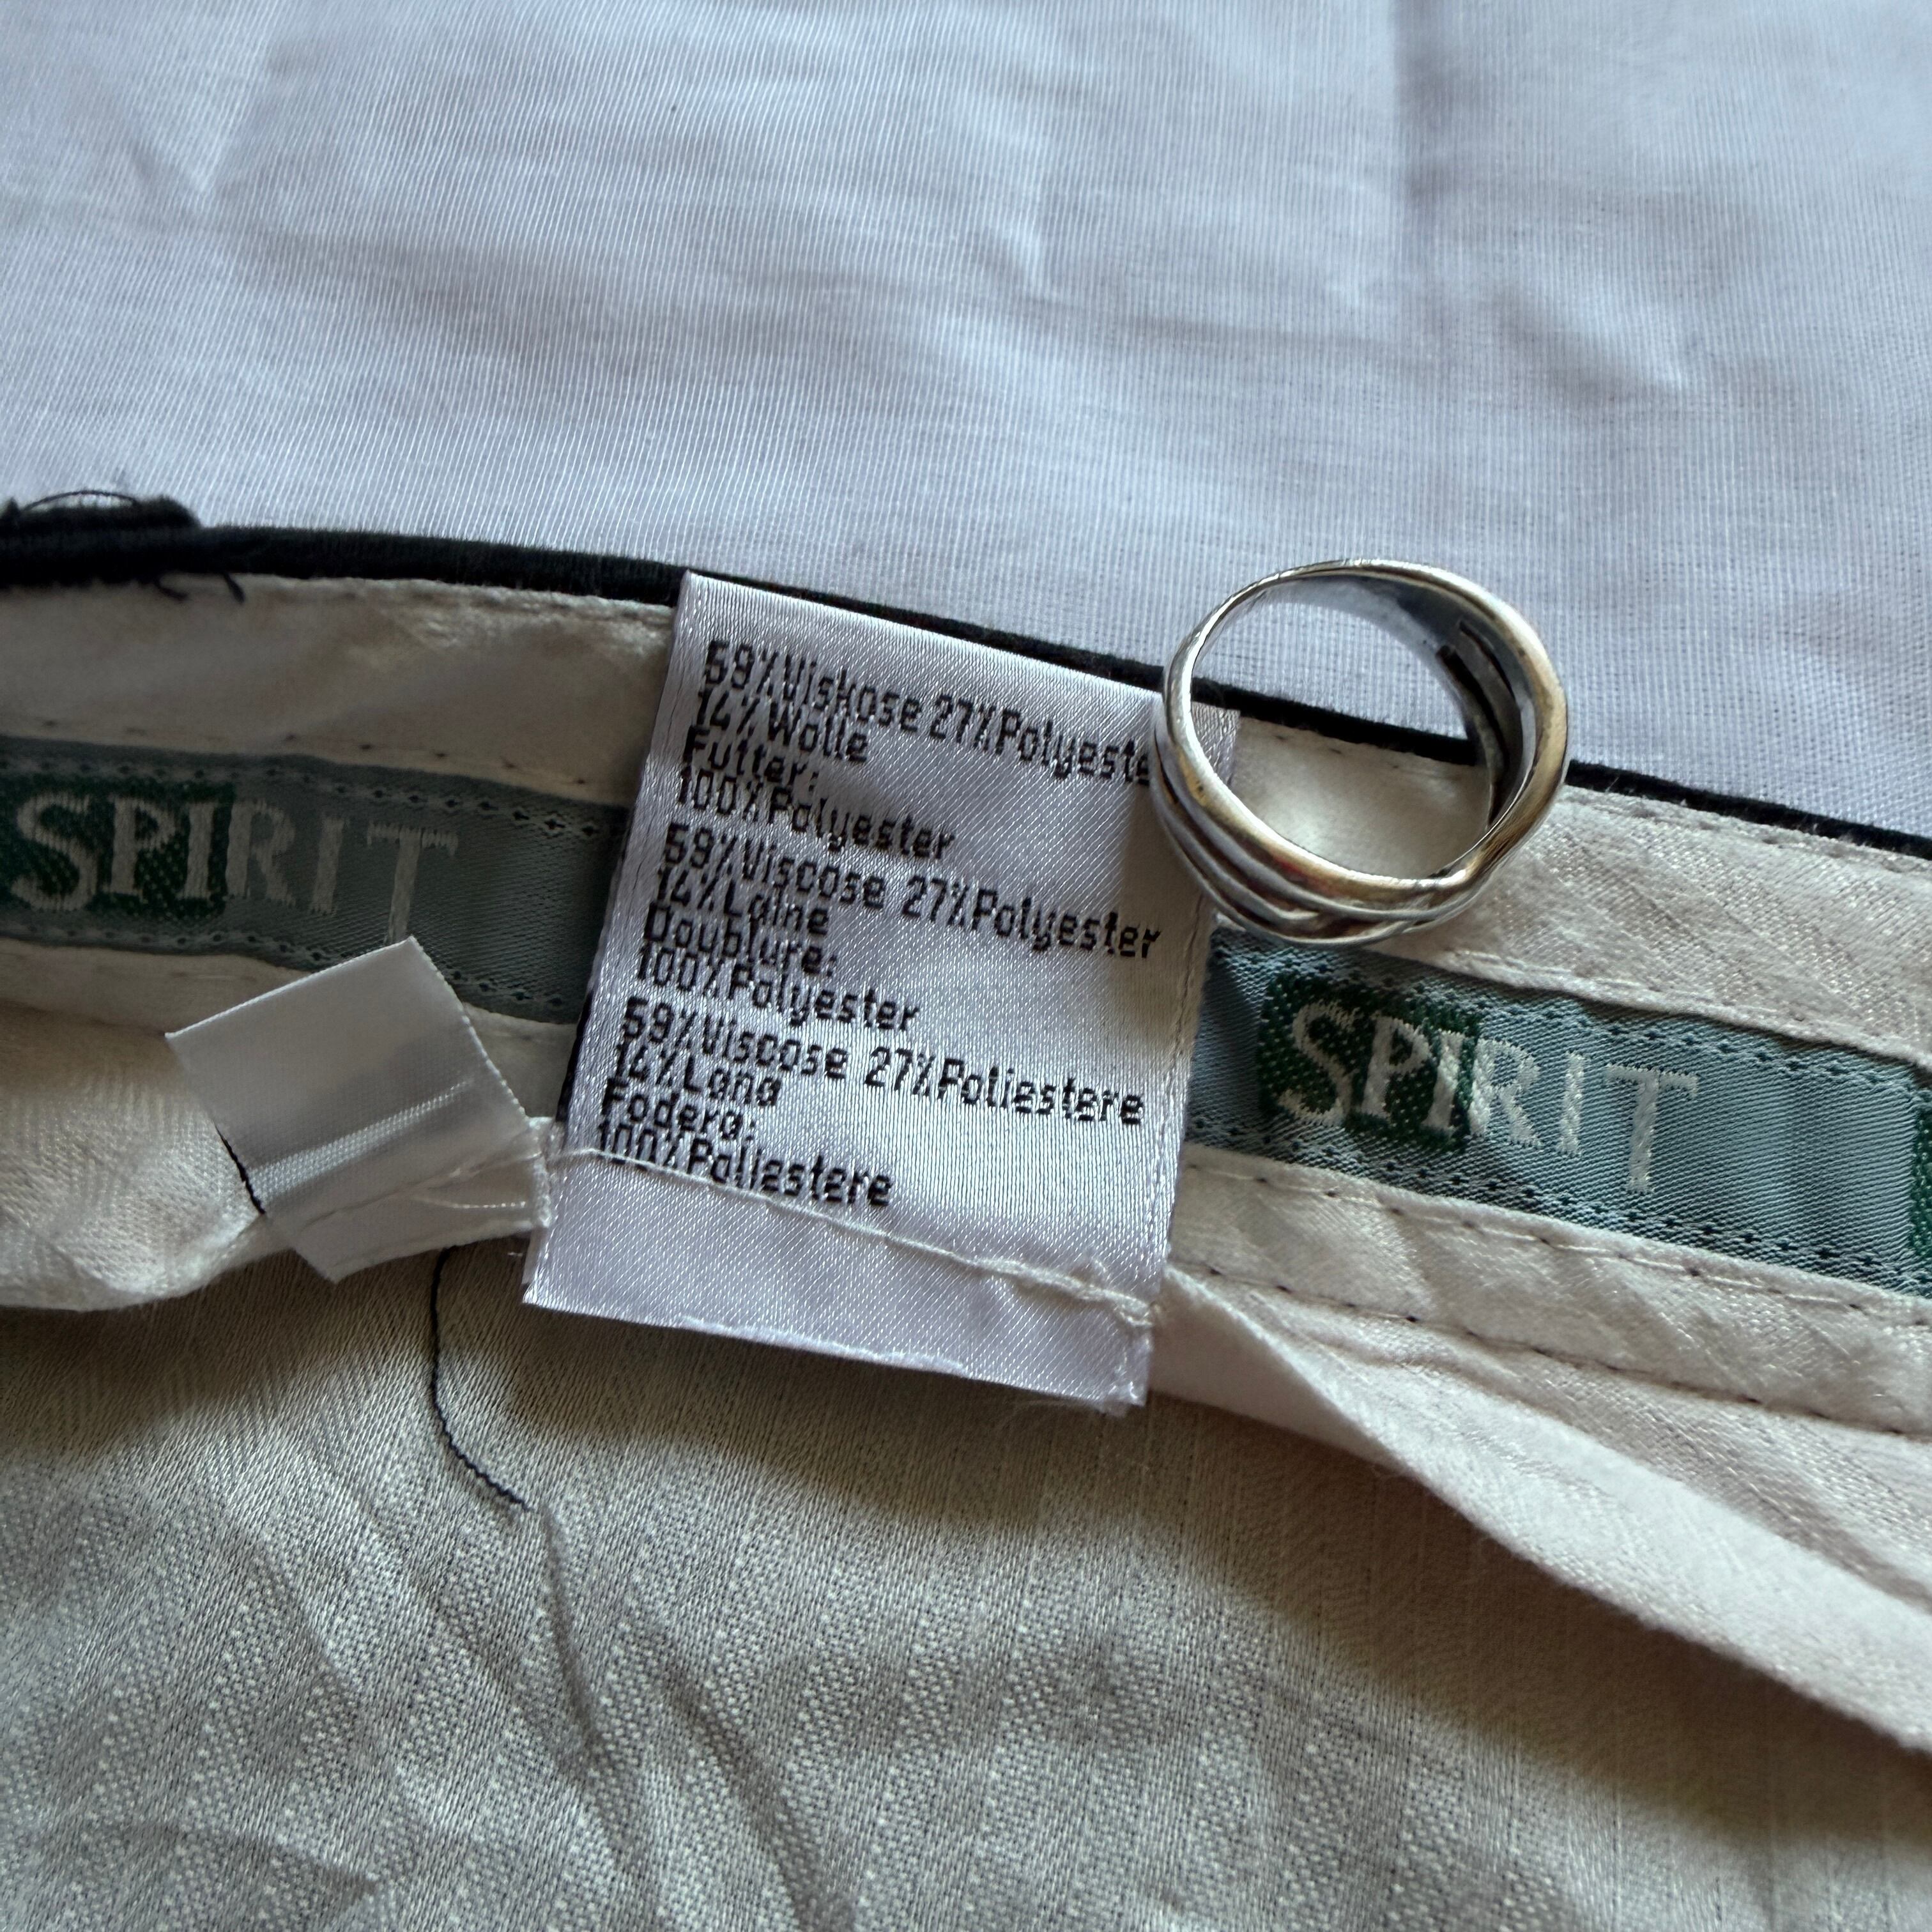 59% Viskose 27% Polyeste
14% Wolle
Futter:
100% Polyester
59% Viscose 27% Polyester
14% Laine
Doublure:
100% Polyester
59% Viscose 27% Poliestere
14% Lana
Fodera:
100% Poliestere
SPIRIT
SPIRIT